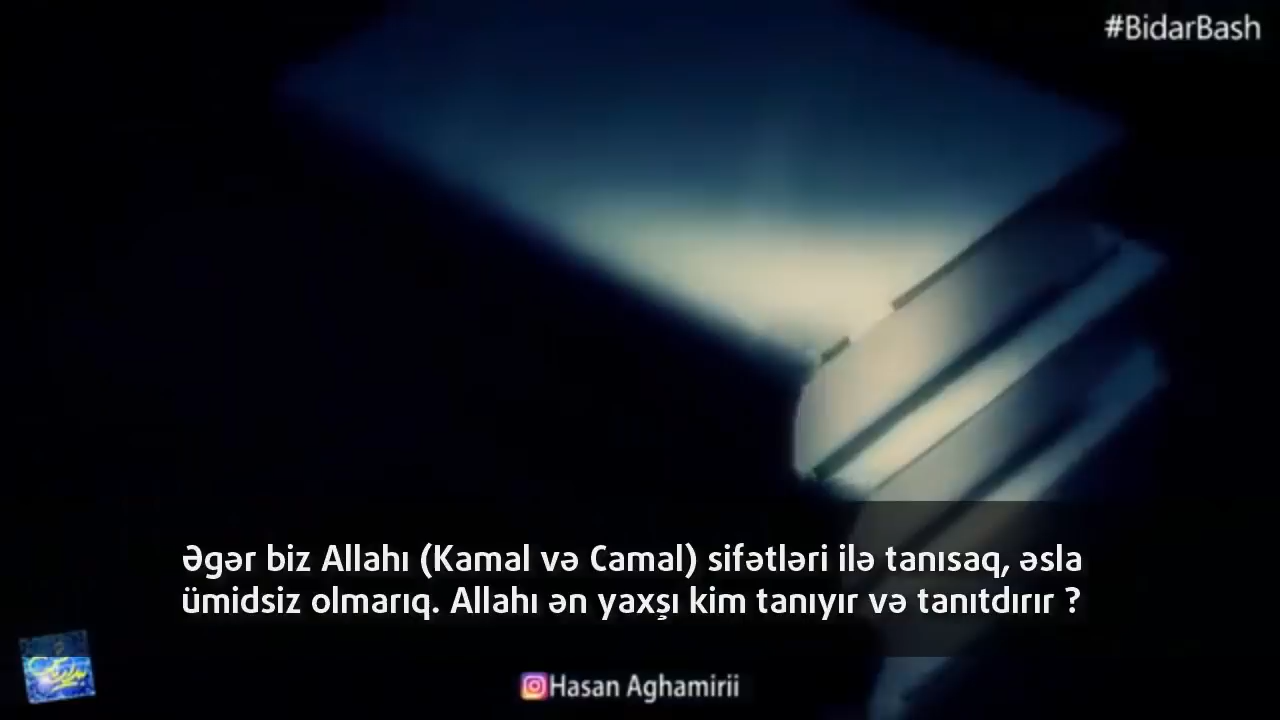 #BidarBash
Əgər biz Allahı (Kamal və Camal) sifətləri ilə tanısaq, əsla
ümidsiz olmarıq. Allahı ən yaxşı kim tanıyır və tanıtdırır ?
Hasan Aghamirii